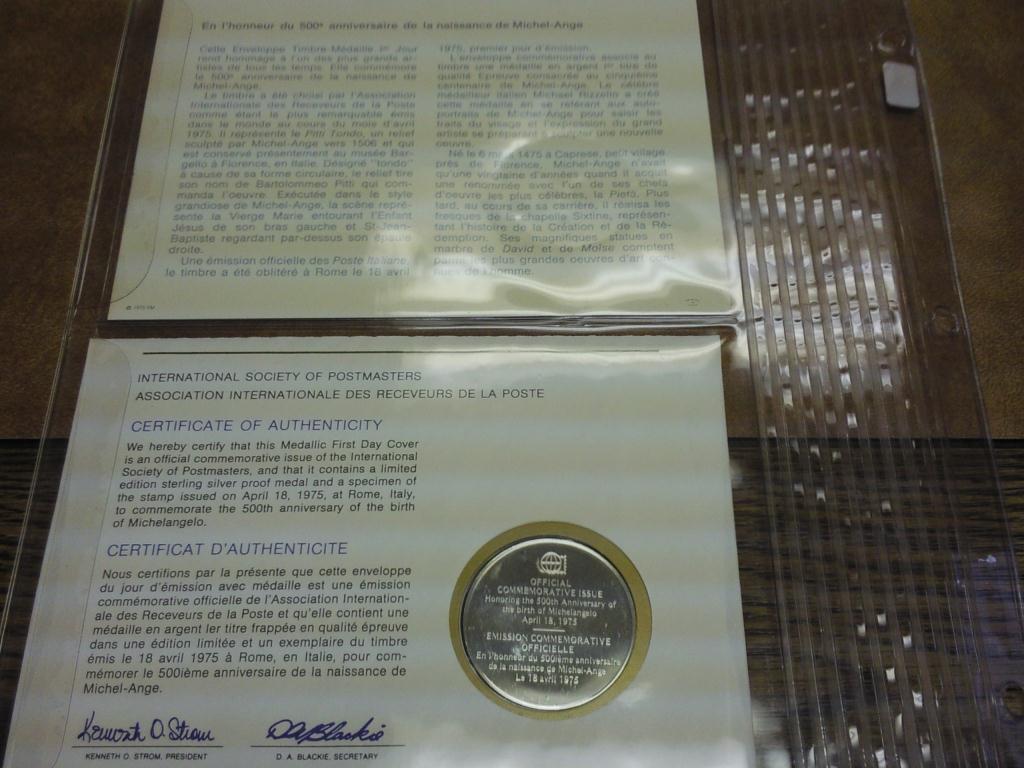 En l'honneur du 500e anniversaire de la naissance de Michel-Ange
Cette Enveloppe Timbre-Médaille 1er Jour
rend hommage à l'un des plus grands ar-
tistes de tous les temps. Elle commémore
le 500e anniversaire de la naissance de
Michel-Ange.
Le timbre a été choisi par l'Association
Internationale des Receveurs de la Poste
comme étant le plus remarquable émis
dans le monde au cours du mois d'avril
1975. Il représente le Pitti Tondo, un relief
sculpté par Michel-Ange vers 1506 et qui
est conservé présentement au musée Bar-
gello à Florence, en Italie. Désigné "tondo"
à cause de sa forme circulaire, le relief tire
son nom de Bartolommeo Pitti qui com-
manda l'oeuvre. Exécutée dans le style
grandiose de Michel-Ange, la scène repré-
sente la Vierge Marie entourant l'Enfant
Jésus de son bras gauche et St-Jean-
Baptiste regardant par-dessus son épaule
droite.
Une émission officielle des Poste Italiane,
le timbre a été oblitéré à Rome le 18 avril
1975, premier jour d'émission.
L'enveloppe commémorative associe au
timbre une médaille en argent 1er titre de
qualité Epreuve consacrée au cinquième
centenaire de Michel-Ange. Le célèbre
médailleur italien Michael Rizzello a créé
cette médaille en se référant aux auto-
portraits de Michel-Ange pour saisir les
traits du visage et l'expression du grand
artiste se préparant à sculpter une nouvelle
oeuvre.
Né le 6 mars 1475 à Caprese, petit village
près de Florence, Michel-Ange n'avait
qu'une vingtaine d'années quand il acquit
une renommée avec l'un de ses chefs
d'oeuvre les plus célèbres, la Pietà. Plus
tard, au cours de sa carrière, il réalisa les
fresques de la chapelle Sixtine, représen-
tant l'histoire de la Création et de la Ré-
demption. Ses magnifiques statues en
marbre de David et de Moïse comptent
parmi les plus grandes oeuvres d'art con-
nues de l'homme.
© 1975 FM
INTERNATIONAL SOCIETY OF POSTMASTERS
ASSOCIATION INTERNATIONALE DES RECEVEURS DE LA POSTE
CERTIFICATE OF AUTHENTICITY
We hereby certify that this Medallic First Day Cover
is an official commemorative issue of the International
Society of Postmasters, and that it contains a limited
edition sterling silver proof medal and a specimen of
the stamp issued on April 18, 1975, at Rome, Italy,
to commemorate the 500th anniversary of the birth
of Michelangelo.
CERTIFICAT D'AUTHENTICITE
Nous certifions par la présente que cette enveloppe
du jour d'émission avec médaille est une émission
commémorative officielle de l'Association Internation-
ale des Receveurs de la Poste et qu'elle contient une
médaille en argent ler titre frappée en qualité épreuve
dans une édition limitée et un exemplaire du timbre
émis le 18 avril 1975 à Rome, en Italie, pour com-
mémorer le 500ième anniversaire de la naissance de
Michel-Ange.
Kenneth O. Strom
KENNETH O. STROM, PRESIDENT
D A Blackie
D. A. BLACKIE, SECRETARY
OFFICIAL
COMMEMORATIVE ISSUE
Honoring the 500th Anniversary of
the birth of Michelangelo
April 18, 1975
EMISSION COMMEMORATIVE
OFFICIELLE
En l'honneur du 500ième anniversaire
de la naissance de Michel-Ange
Le 18 avril 1975